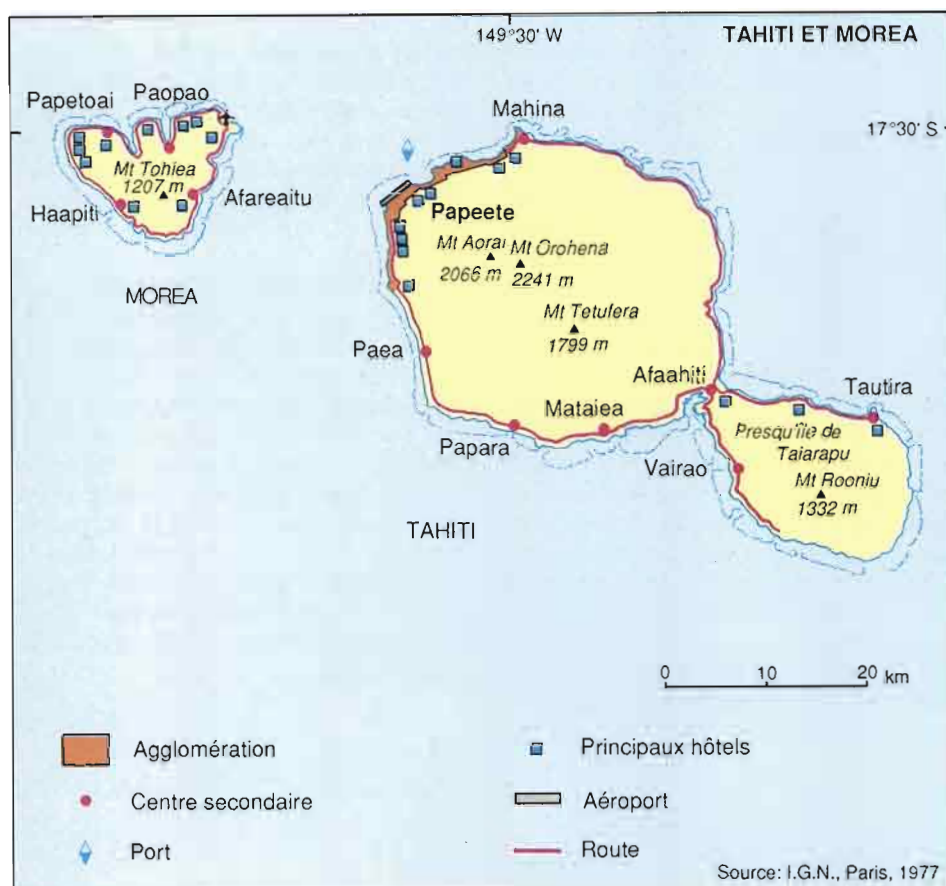 149°30' W
TAHITI ET MOREA
Papetoai
Paopao
Mahina
17°30' S
Mt Tohiea
1207 m
Haapiti
Afareaitu
MOREA
Papeete
Mt Aorai
2066 m
Mt Orohena
2241 m
Mt Tetufera
1799 m
Paea
Afaahiti
Tautira
Mataiea
Papara
Presqu'île de
Taiarapu
Vairao
Mt Rooniu
1332 m
TAHITI
0 10 20 km
Agglomération
Principaux hôtels
Centre secondaire
Aéroport
Port
Route
Source: I.G.N., Paris, 1977